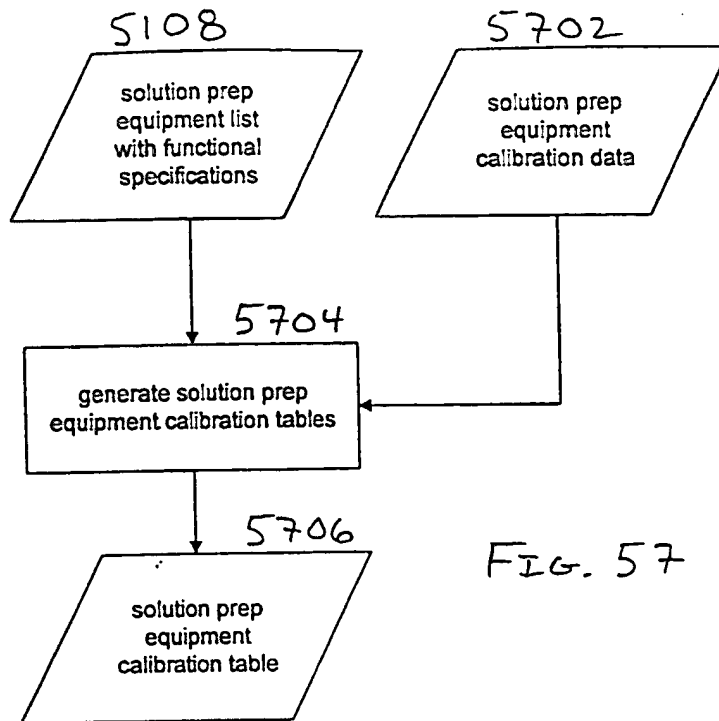 5108
solution prep
equipment list
with functional
specifications
5702
solution prep
equipment
calibration data
5704
generate solution prep
equipment calibration tables
5706
solution prep
equipment
calibration table
FIG. 57